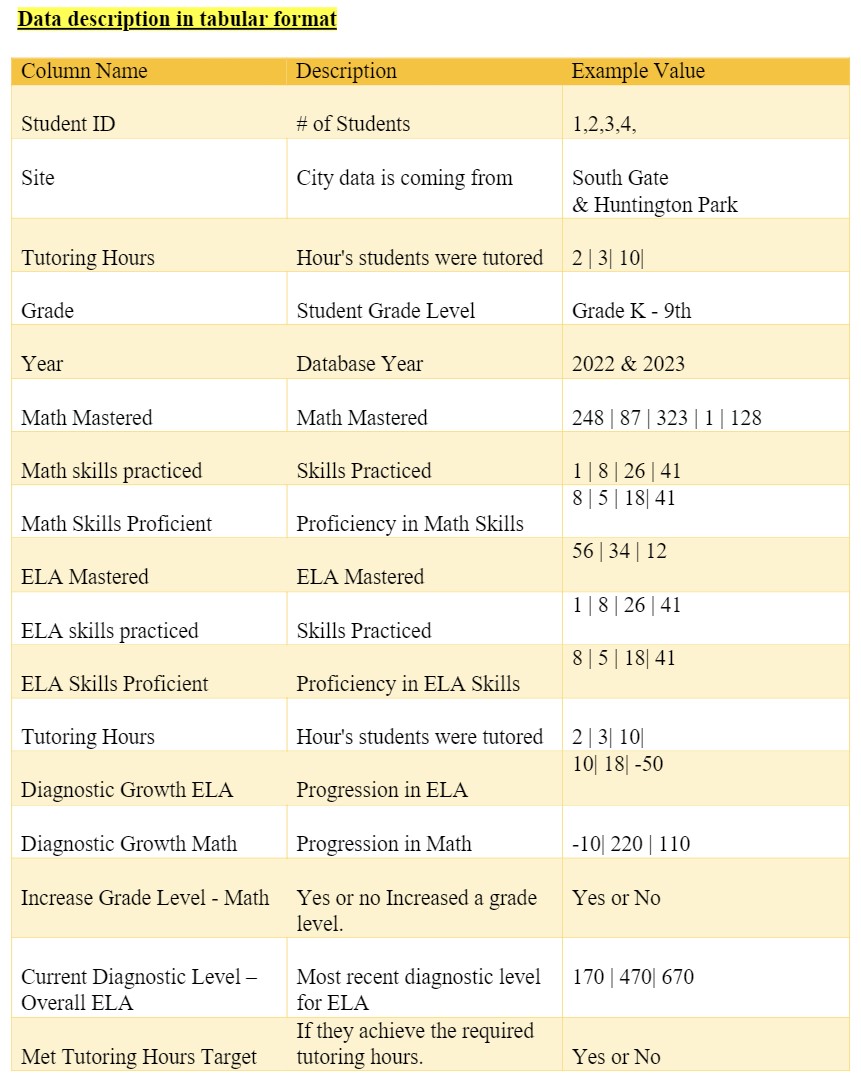 Data description in tabular format
Column Name Description Example Value
Student ID # of Students 1,2,3,4,
Site City data is coming from South Gate
& Huntington Park
Tutoring Hours Hour's students were tutored 2 | 3| 10|
Grade Student Grade Level Grade K - 9th
Year Database Year 2022 & 2023
Math Mastered Math Mastered 248 | 87 | 323 | 1 | 128
Math skills practiced Skills Practiced 1 | 8 | 26 | 41
8 | 5 | 18| 41
Math Skills Proficient Proficiency in Math Skills
56 | 34 | 12
ELA Mastered ELA Mastered
1 | 8 | 26 | 41
ELA skills practiced Skills Practiced
8 | 5 | 18| 41
ELA Skills Proficient Proficiency in ELA Skills
Tutoring Hours Hour's students were tutored 2 | 3| 10|
10| 18| -50
Diagnostic Growth ELA Progression in ELA
Diagnostic Growth Math Progression in Math -10| 220 | 110
Increase Grade Level - Math Yes or no Increased a grade Yes or No
level.
Current Diagnostic Level – Most recent diagnostic level 170 | 470| 670
Overall ELA for ELA
If they achieve the required
Met Tutoring Hours Target tutoring hours. Yes or No